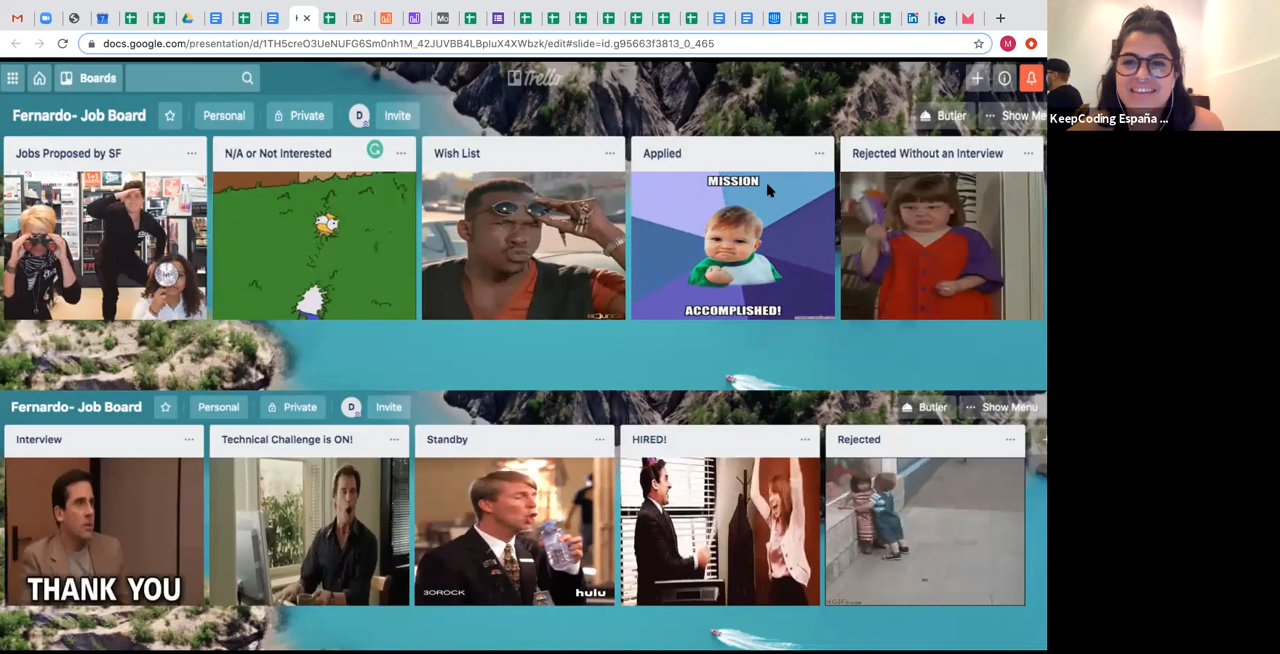 docs.google.com/presentation/d/1TH5creO3UeNUFG6Sm0nh1M_42JUVBB4LBpluX4XWbzk/edit#slide=id.g95663f3813_0_465
M
Boards
Trello
KeepCoding España ...
Fernardo- Job Board
Personal
Private
D
Invite
Butler
... Show Me
Jobs Proposed by SF
N/A or Not Interested
Wish List
Applied
Rejected Without an Interview
MISSION
ACCOMPLISHED!
Fernardo- Job Board
Personal
Private
D
Invite
Butler
... Show Menu
Interview
Technical Challenge is ON!
Standby
HIRED!
Rejected
THANK YOU
30ROCK
hulu